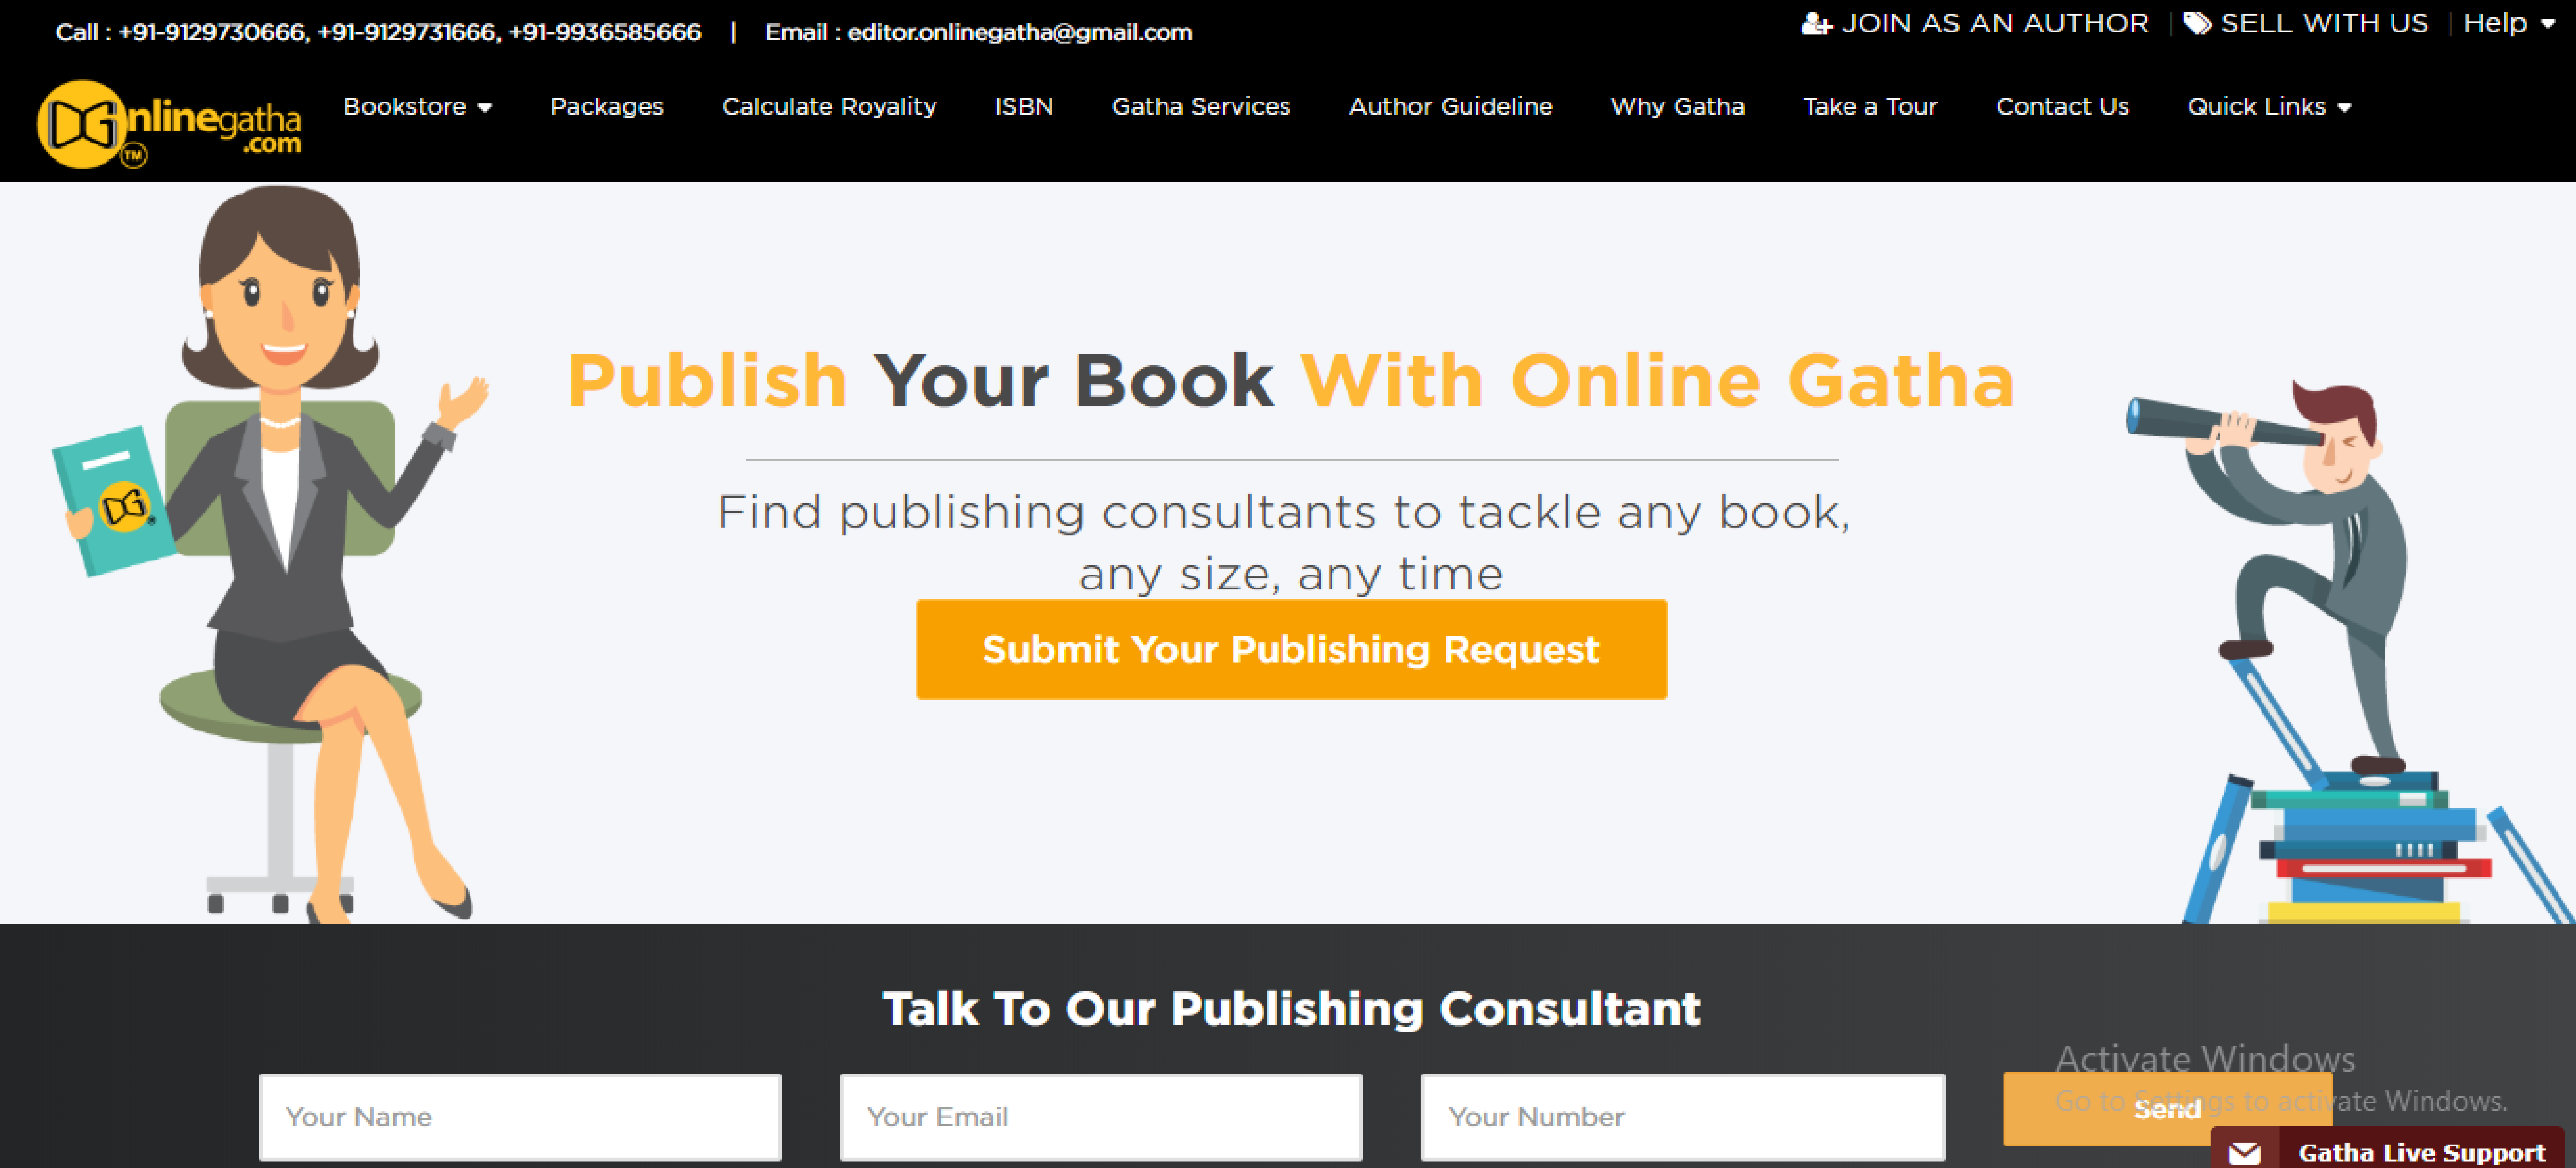 Call : +91-9129730666, +91-9129731666, +91-9936585666 | Email : editor.onlinegatha@gmail.com
JOIN AS AN AUTHOR | SELL WITH US | Help
OGnlinegatha
.com
TM
Bookstore Packages Calculate Royality ISBN Gatha Services Author Guideline Why Gatha Take a Tour Contact Us Quick Links
Publish Your Book With Online Gatha
Find publishing consultants to tackle any book,
any size, any time
Submit Your Publishing Request
OG
Talk To Our Publishing Consultant
Your Name Your Email Your Number Send
Activate Windows
Go to Settings to activate Windows.
Gatha Live Support